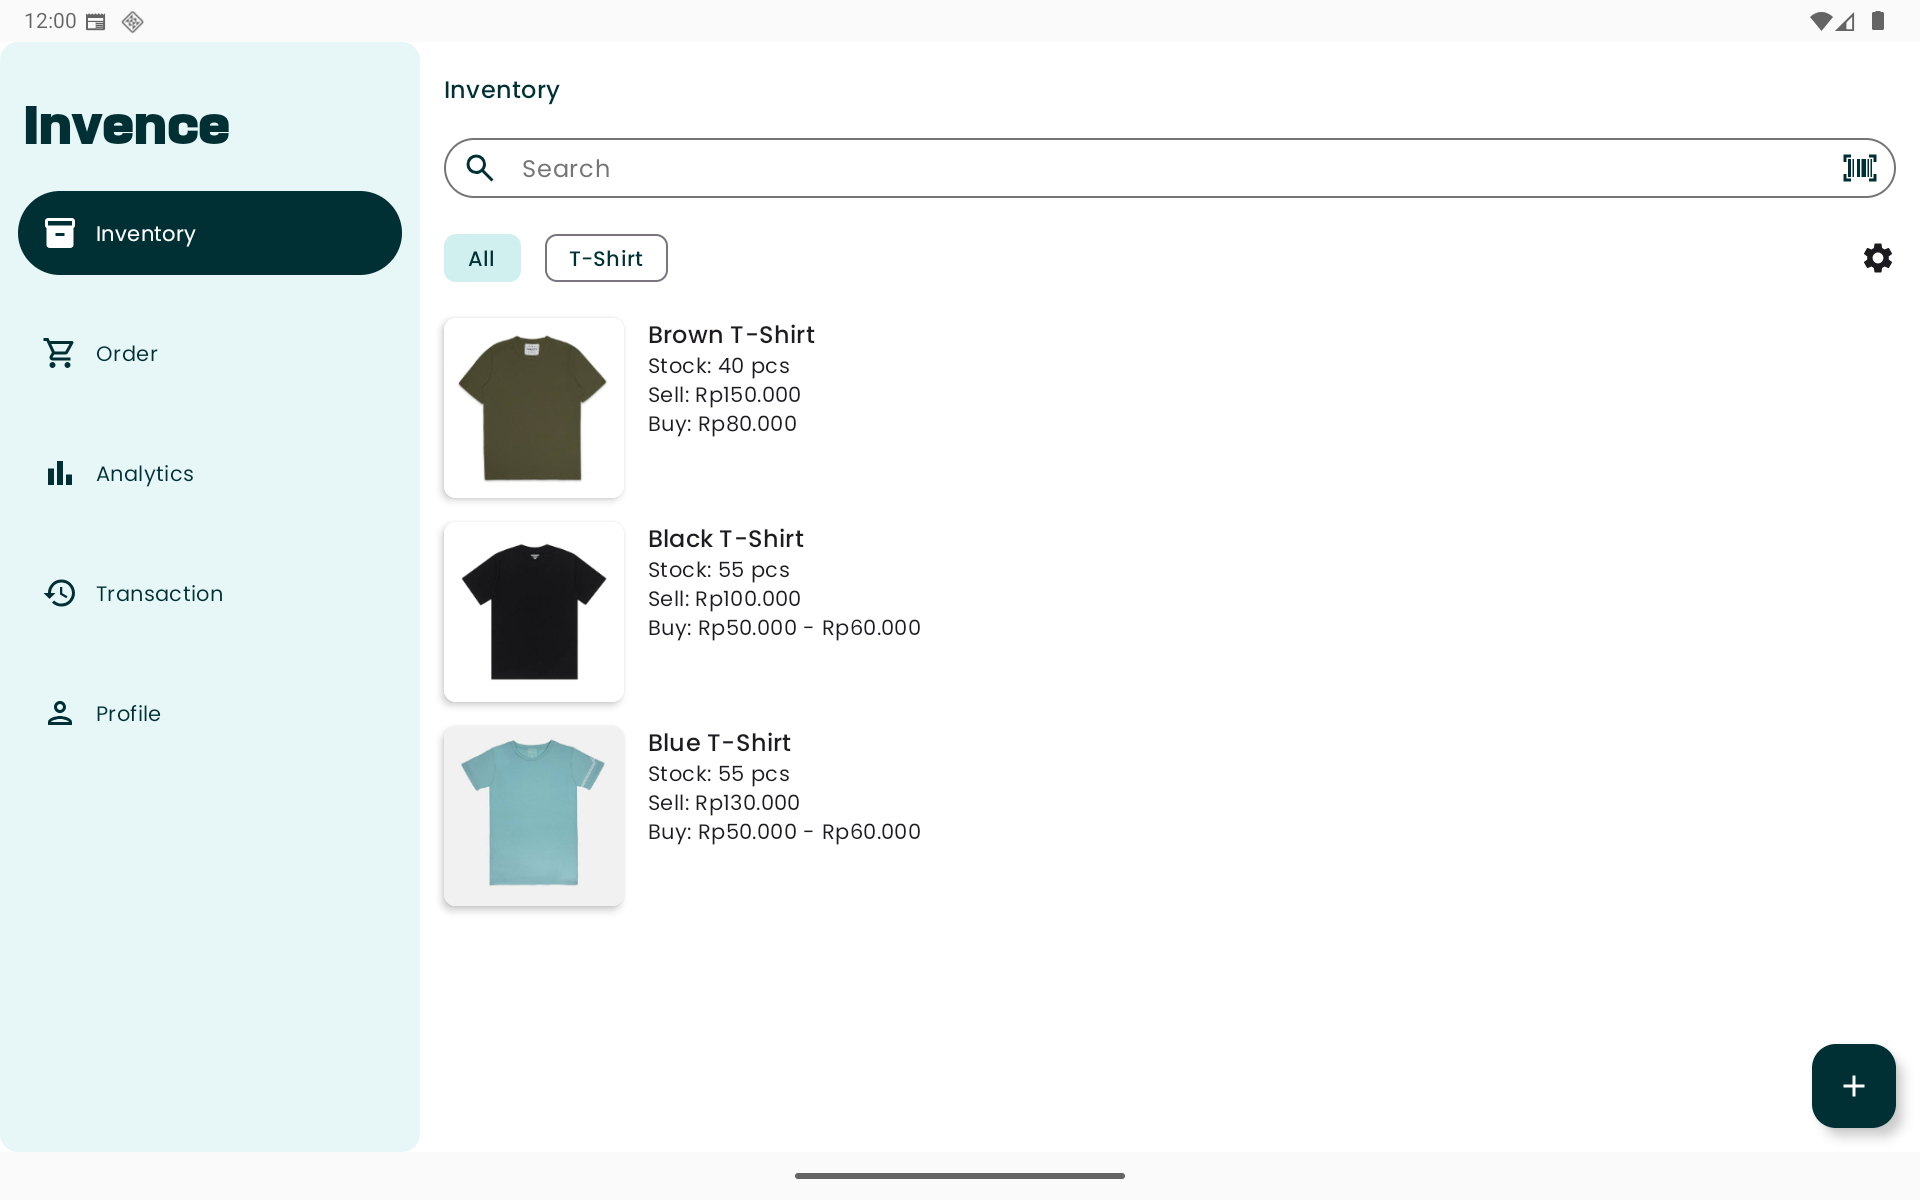 12:00
Invence
Inventory
Order
Analytics
Transaction
Profile
Inventory
Search
All
T-Shirt
Brown T-Shirt
Stock: 40 pcs
Sell: Rp150.000
Buy: Rp80.000
Black T-Shirt
Stock: 55 pcs
Sell: Rp100.000
Buy: Rp50.000 - Rp60.000
Blue T-Shirt
Stock: 55 pcs
Sell: Rp130.000
Buy: Rp50.000 - Rp60.000